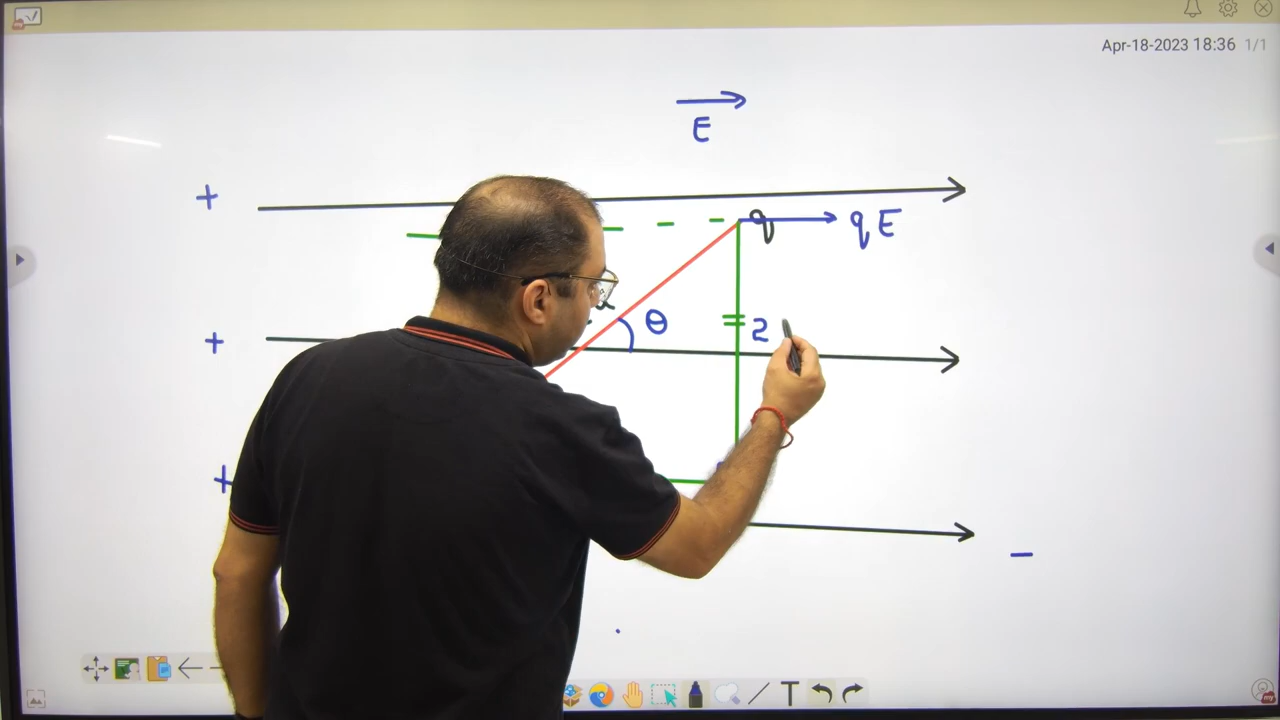 Apr-18-2023 18:36 1/1
E
+
q
qE
θ
2
+
+
−
T